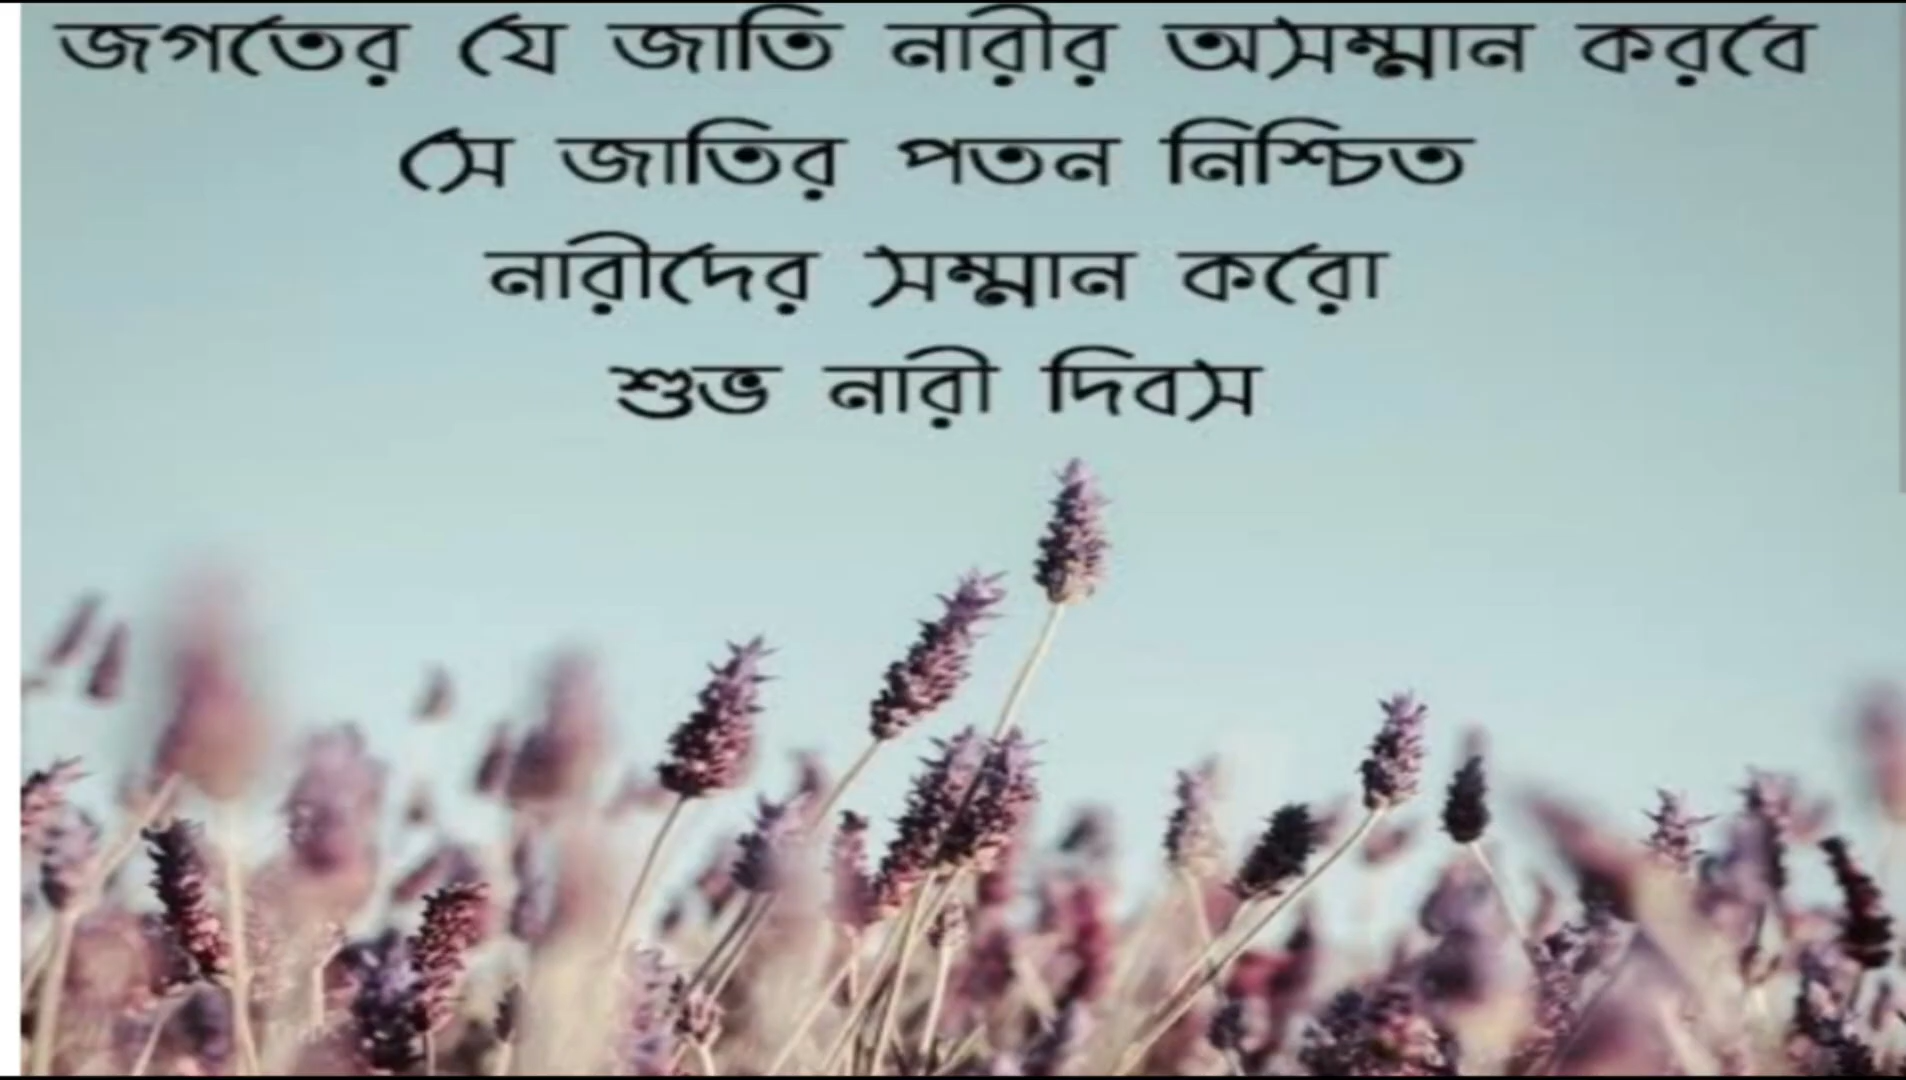 জগতের যে জাতি নারীর অসম্মান করবে
সে জাতির পতন নিশ্চিত
নারীদের সম্মান করো
শুভ নারী দিবস